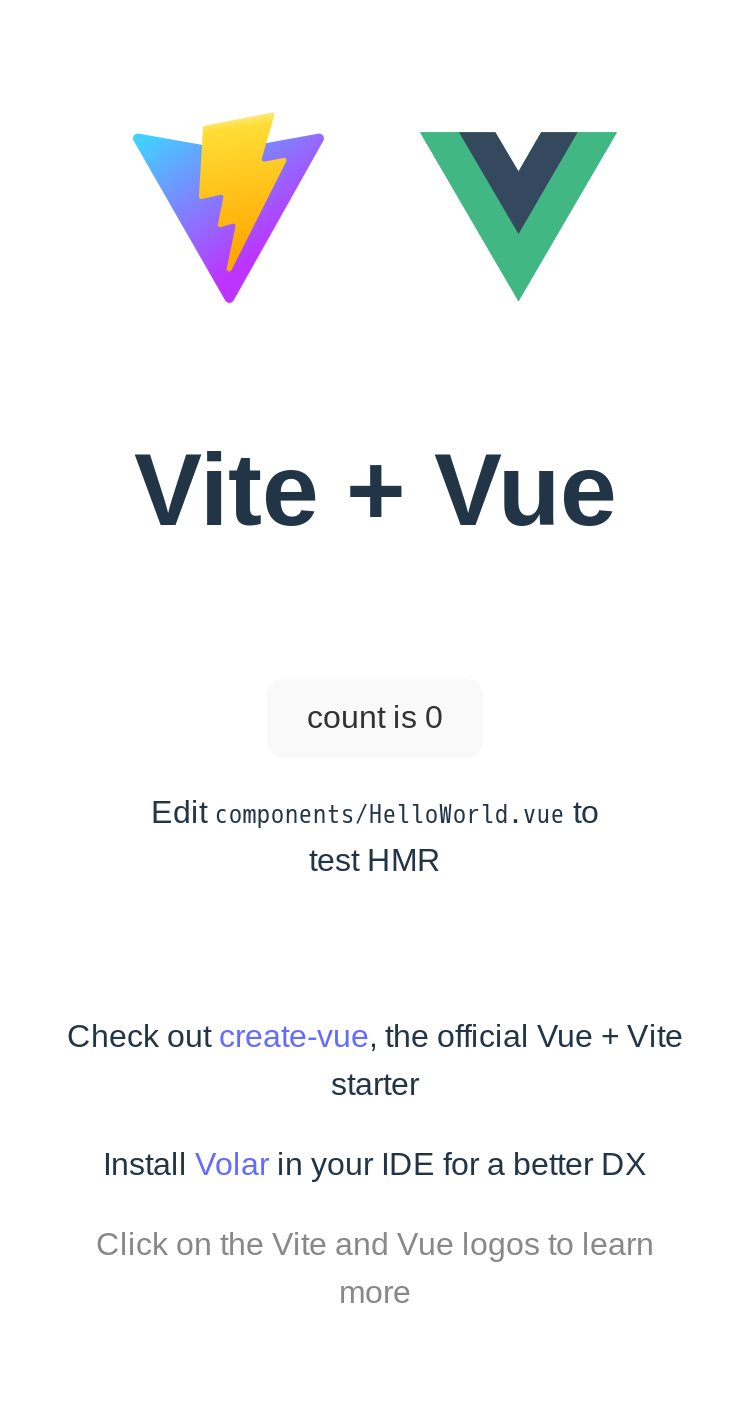 Vite + Vue
count is 0
Edit components/HelloWorld.vue to
test HMR
Check out create-vue, the official Vue + Vite
starter
Install Volar in your IDE for a better DX
Click on the Vite and Vue logos to learn
more